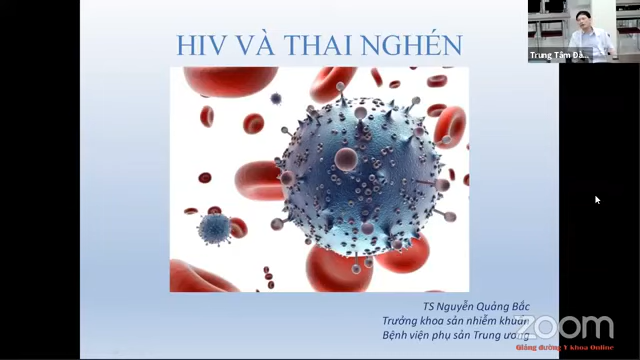 HIV VÀ THAI NGHÉN
Trung Tâm Đà...
TS Nguyễn Quảng Bắc
Trưởng khoa sản nhiễm khuẩn
Bệnh viện phụ sản Trung ương
zoom
Giảng đường Y Khoa Online